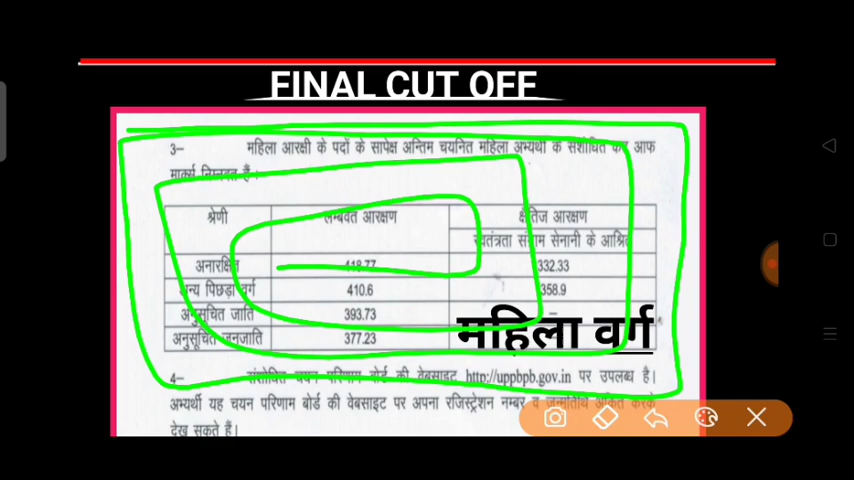 FINAL CUT OFF
3- महिला आरक्षी के पदों के सापेक्ष अन्तिम चयनित महिला अभ्यर्थी के संशोधित कट आफ
मार्क्स निम्नवत हैं :
श्रेणी लम्बवत आरक्षण क्षैतिज आरक्षण
स्वतंत्रता संग्राम सेनानी के आश्रित
अनारक्षित 418.77 332.33
अन्य पिछड़ा वर्ग 410.6 358.9
अनुसूचित जाति 393.73 –
अनुसूचित जनजाति 377.23
महिला वर्ग
4- संशोधित चयन परिणाम बोर्ड की वेबसाइट http://uppbpb.gov.in पर उपलब्ध है।
अभ्यर्थी यह चयन परिणाम बोर्ड की वेबसाइट पर अपना रजिस्ट्रेशन नम्बर व जन्मतिथि अंकित करके
देख सकते हैं।